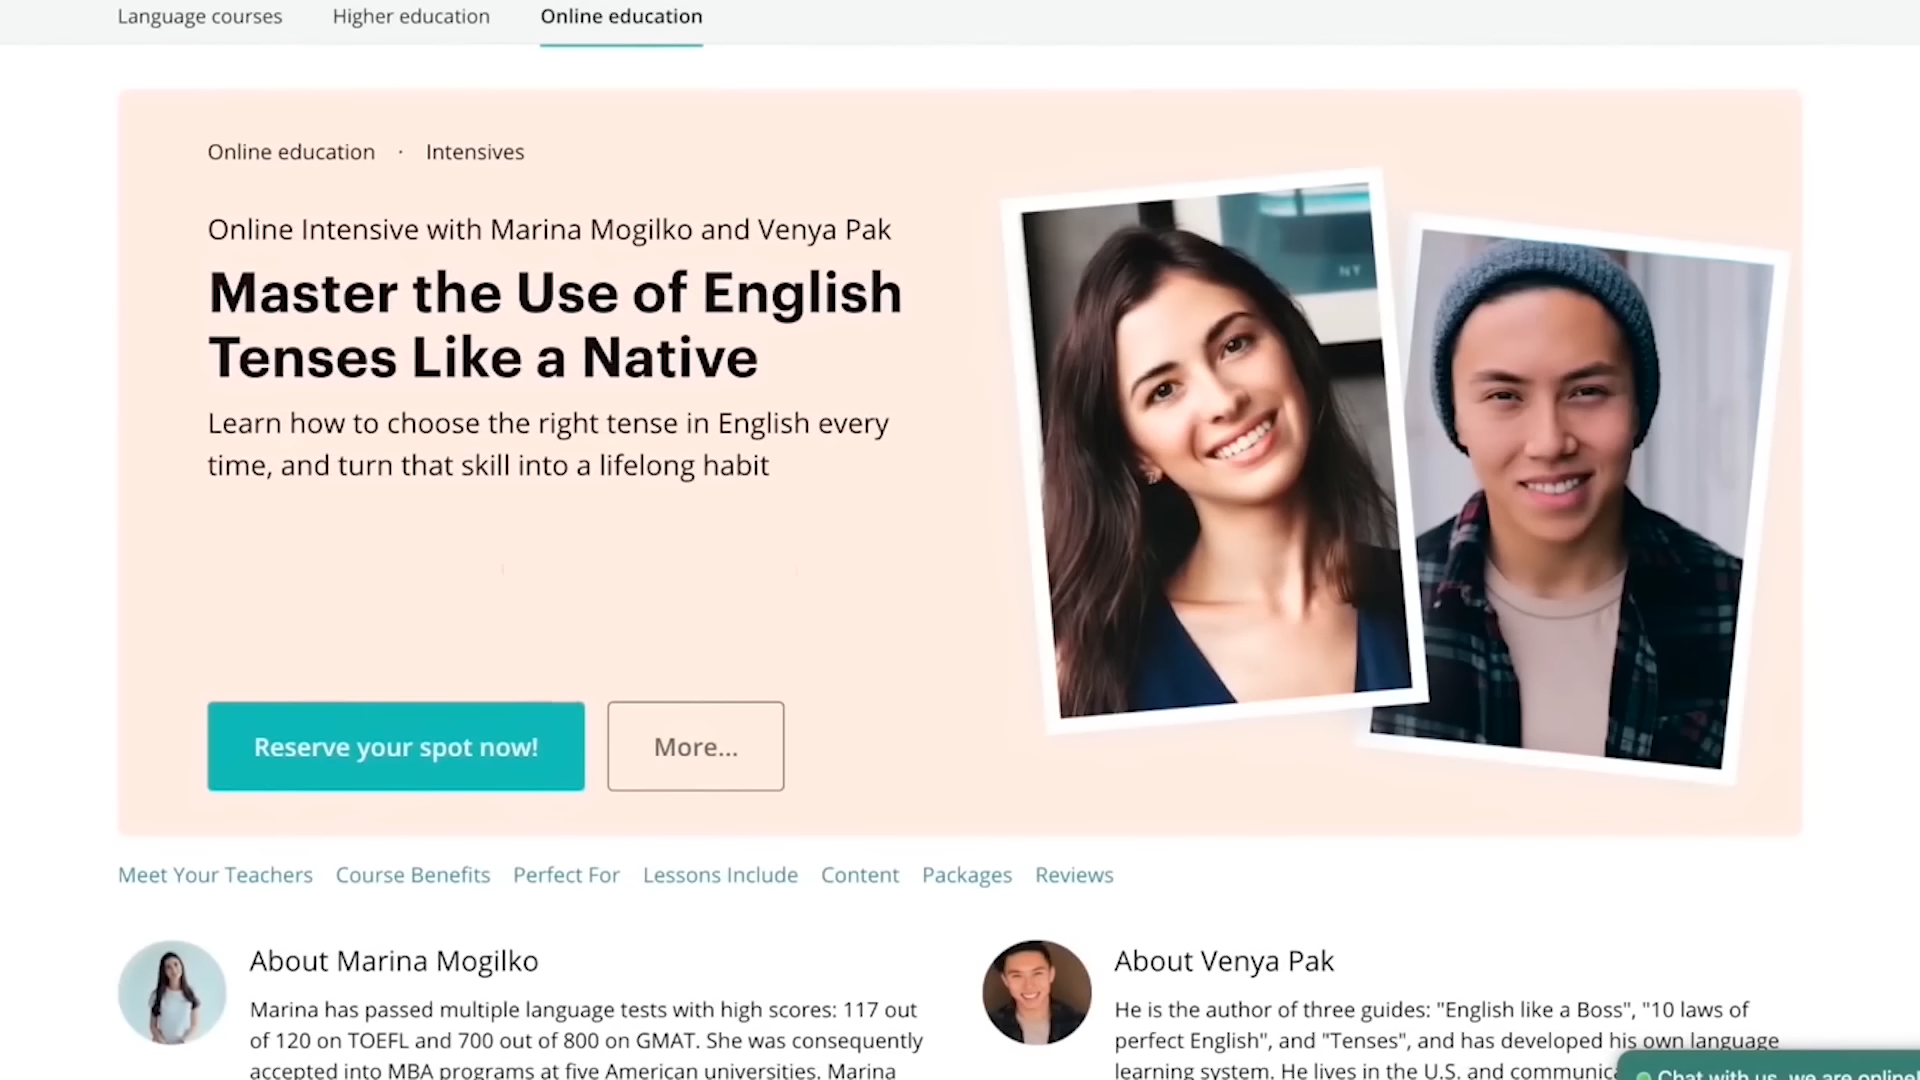 Language courses Higher education Online education
Online education · Intensives
Online Intensive with Marina Mogilko and Venya Pak
Master the Use of English
Tenses Like a Native
Learn how to choose the right tense in English every
time, and turn that skill into a lifelong habit
NY
Reserve your spot now! More...
Meet Your Teachers Course Benefits Perfect For Lessons Include Content Packages Reviews
About Marina Mogilko
Marina has passed multiple language tests with high scores: 117 out
of 120 on TOEFL and 700 out of 800 on GMAT. She was consequently
accepted into MBA programs at five American universities. Marina
About Venya Pak
He is the author of three guides: "English like a Boss", "10 laws of
perfect English", and "Tenses", and has developed his own language
learning system. He lives in the U.S. and
Chat with us, we are online!